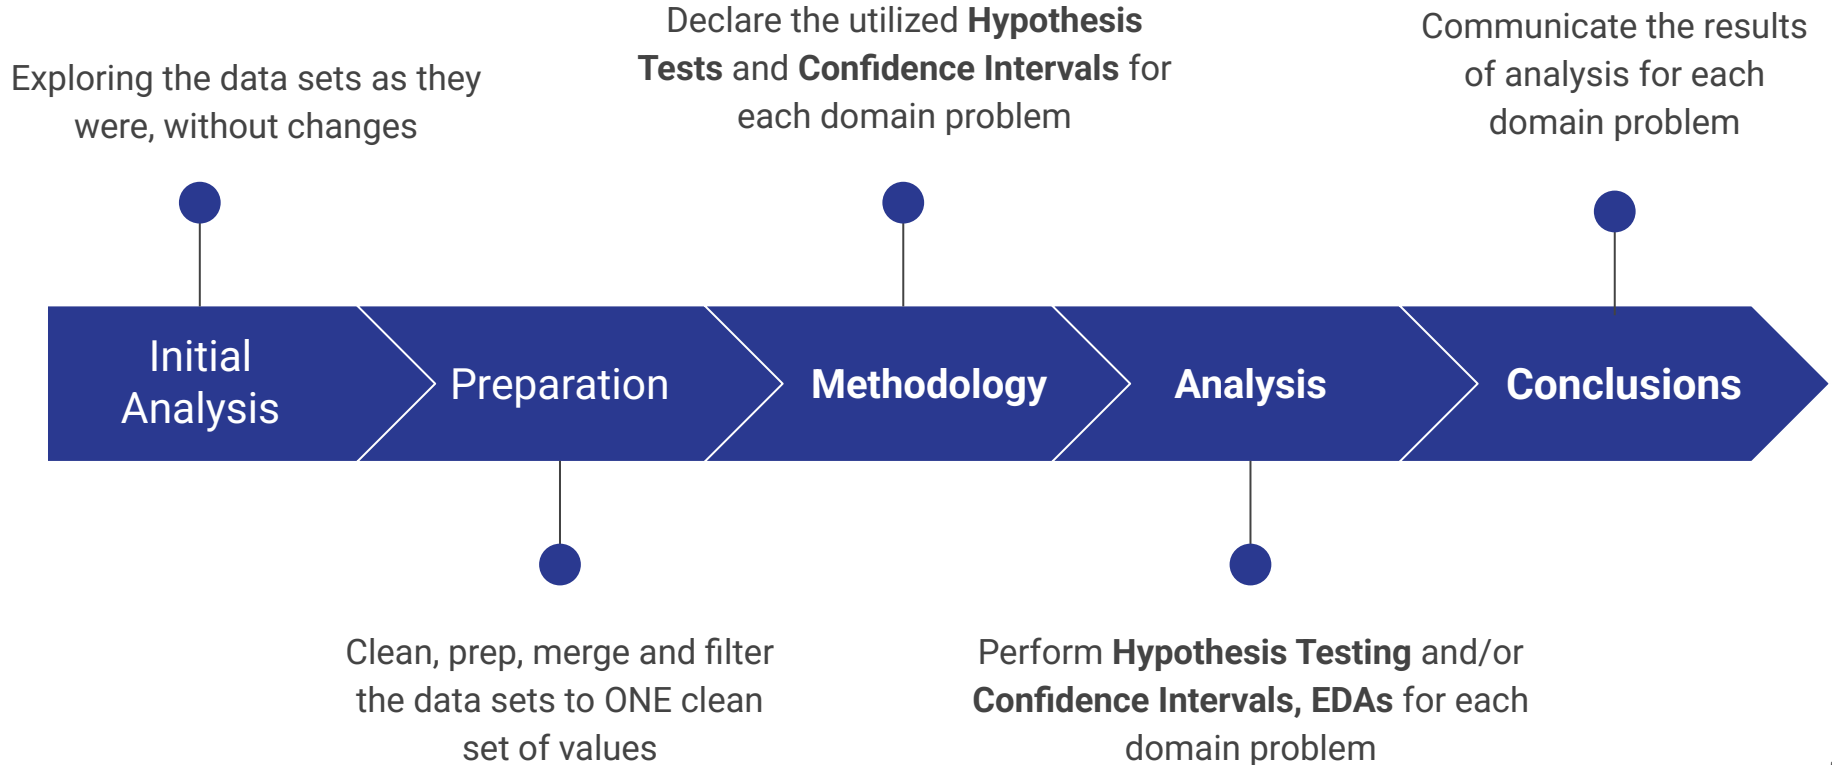 Exploring the data sets as they
were, without changes
Declare the utilized Hypothesis
Tests and Confidence Intervals for
each domain problem
Communicate the results
of analysis for each
domain problem
Initial
Analysis
Preparation
Methodology
Analysis
Conclusions
Clean, prep, merge and filter
the data sets to ONE clean
set of values
Perform Hypothesis Testing and/or
Confidence Intervals, EDAs for each
domain problem